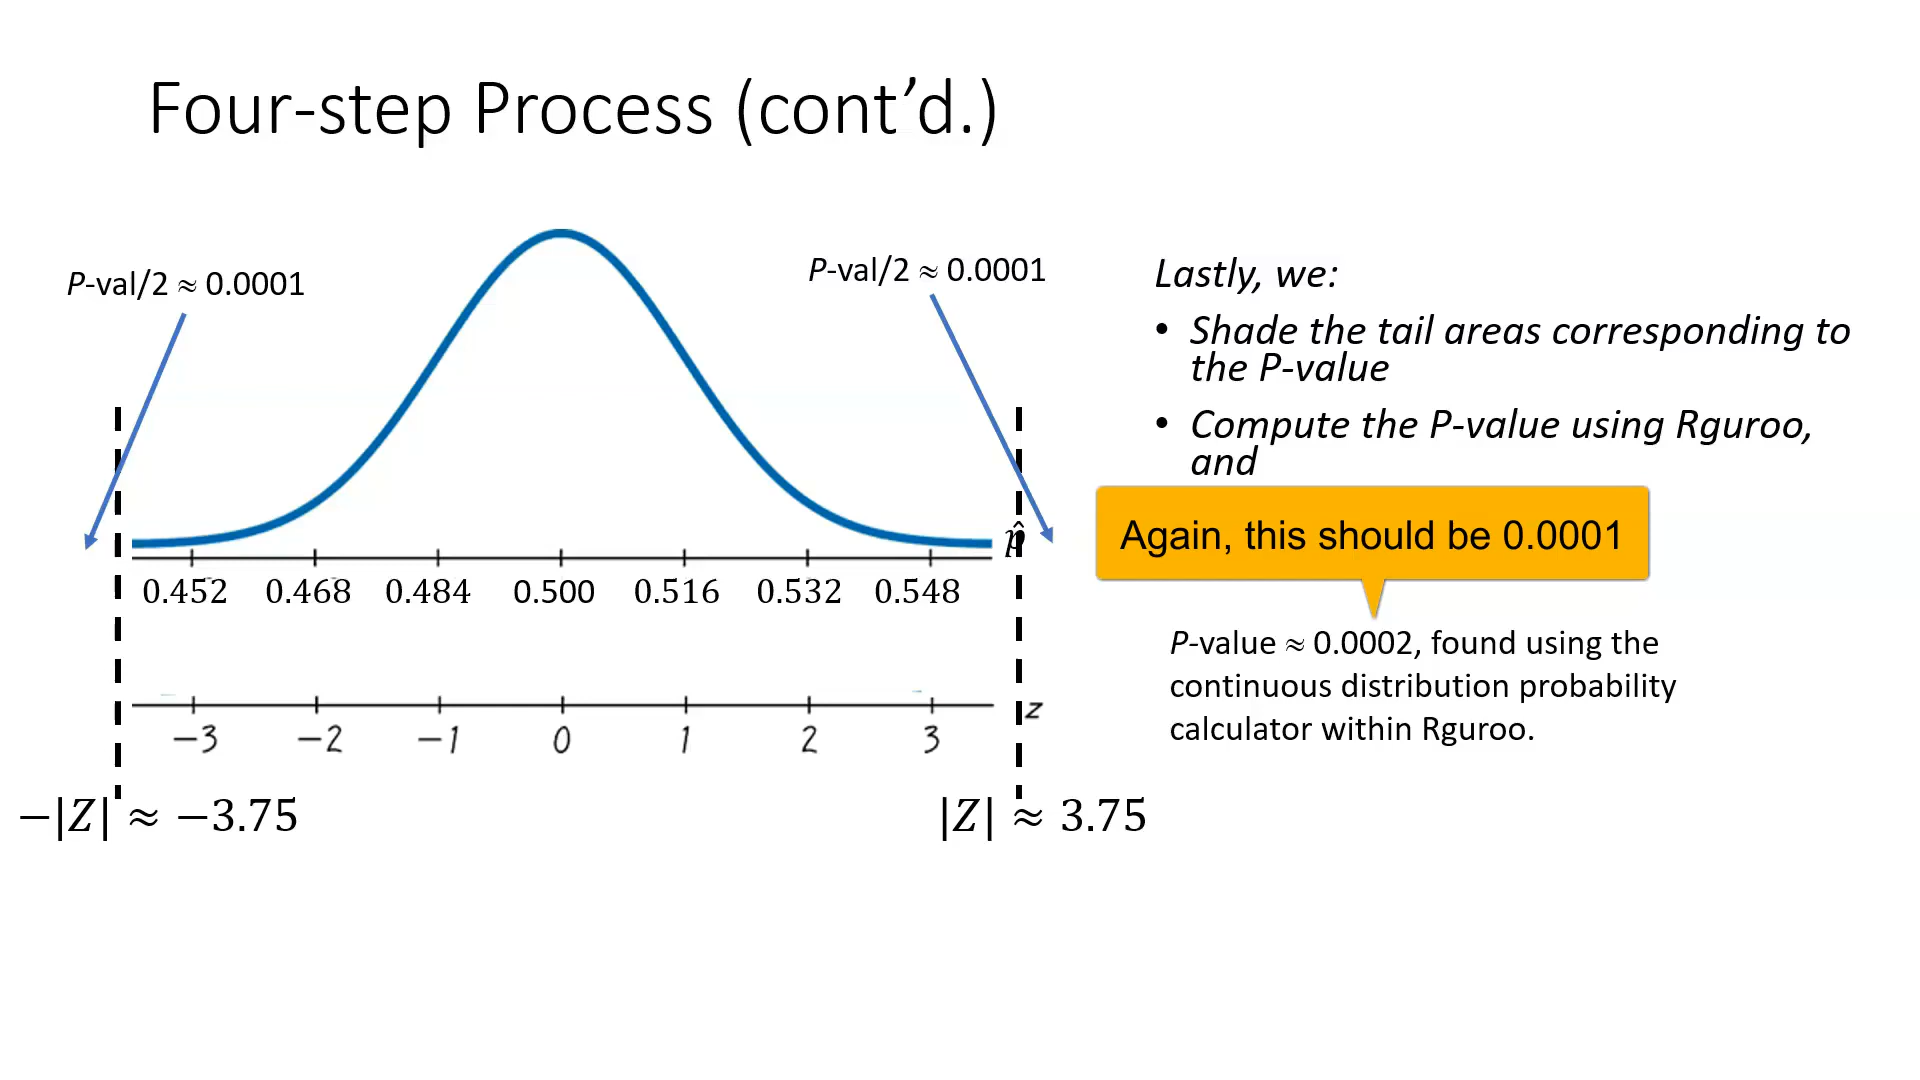 Four-step Process (cont’d.)
P-val/2 ≈ 0.0001
P-val/2 ≈ 0.0001
p̂
0.452 0.468 0.484 0.500 0.516 0.532 0.548
z
−3 −2 −1 0 1 2 3
−|Z| ≈ −3.75
|Z| ≈ 3.75
Lastly, we:
• Shade the tail areas corresponding to
the P-value
• Compute the P-value using Rguroo,
and
Again, this should be 0.0001
P-value ≈ 0.0002, found using the
continuous distribution probability
calculator within Rguroo.